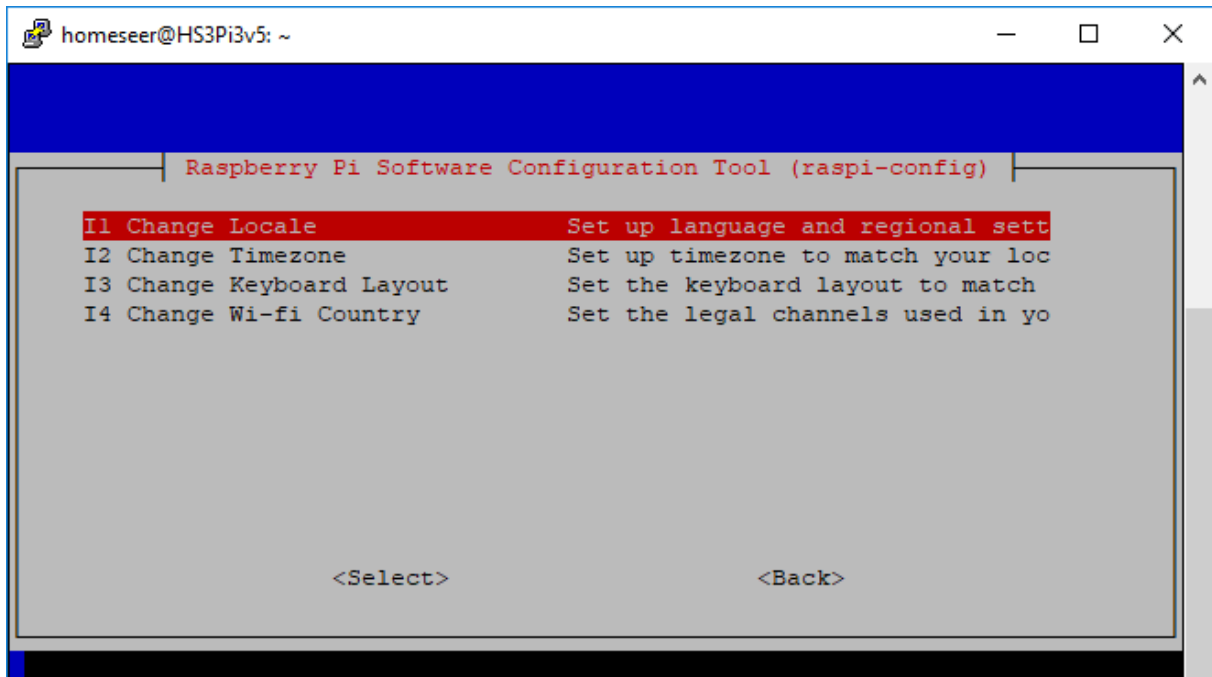 homeseer@HS3Pi3v5: ~
Raspberry Pi Software Configuration Tool (raspi-config)
I1 Change Locale Set up language and regional sett
I2 Change Timezone Set up timezone to match your loc
I3 Change Keyboard Layout Set the keyboard layout to match
I4 Change Wi-fi Country Set the legal channels used in yo
<Select> <Back>